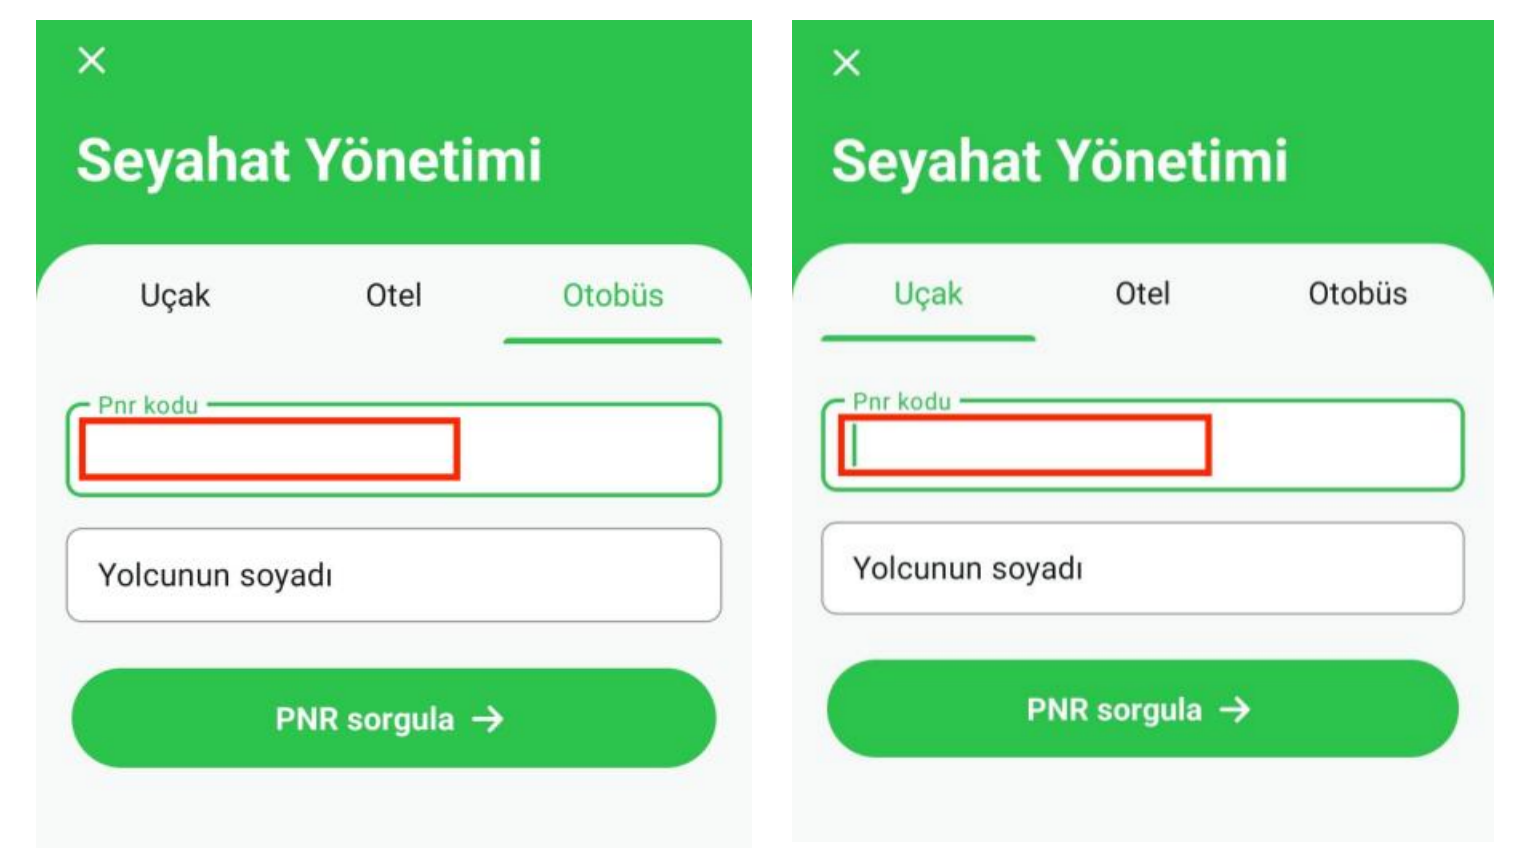 Seyahat Yönetimi
Uçak Otel Otobüs
Pnr kodu
Yolcunun soyadı
PNR sorgula →
Seyahat Yönetimi
Uçak Otel Otobüs
Pnr kodu
Yolcunun soyadı
PNR sorgula →